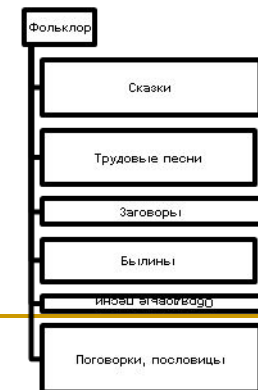 Фольклор
Сказки
Трудовые песни
Заговоры
Былины
Обрядовые песни
Поговорки, пословицы